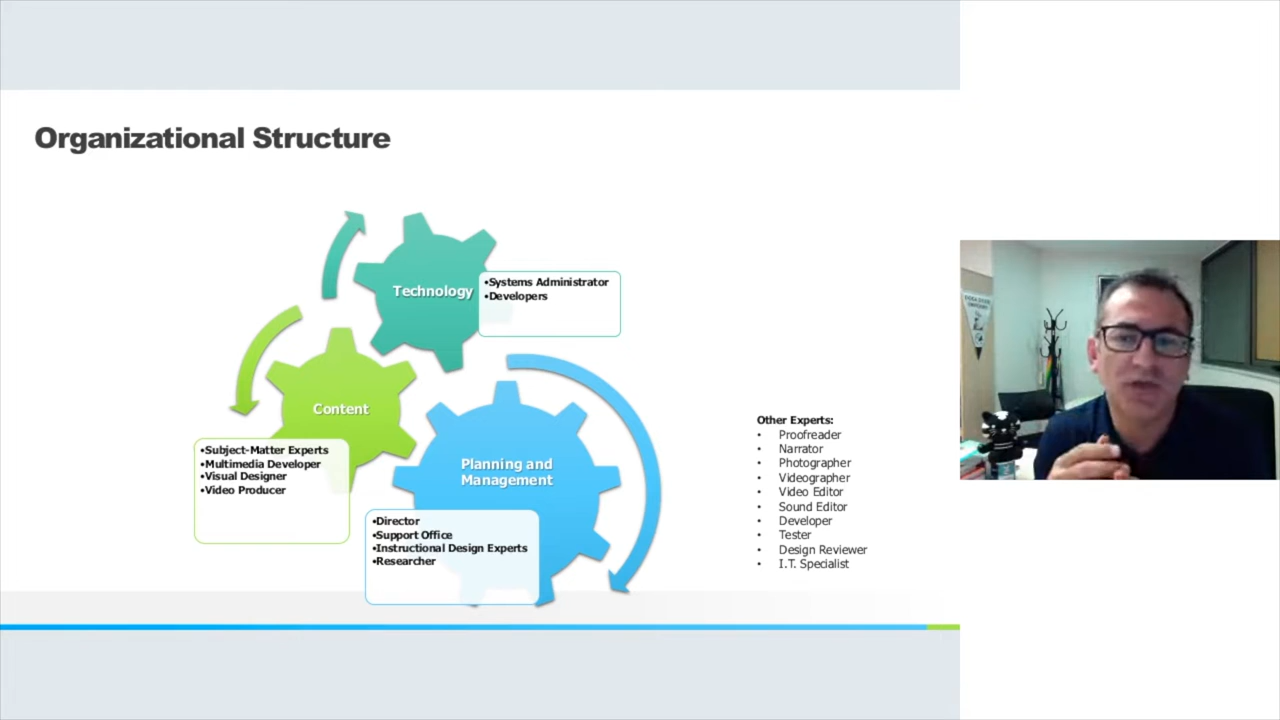 Organizational Structure
Technology
•Systems Administrator
•Developers
Content
•Subject-Matter Experts
•Multimedia Developer
•Visual Designer
•Video Producer
Planning and
Management
•Director
•Support Office
•Instructional Design Experts
•Researcher
Other Experts:
• Proofreader
• Narrator
• Photographer
• Videographer
• Video Editor
• Sound Editor
• Developer
• Tester
• Design Reviewer
• I.T. Specialist